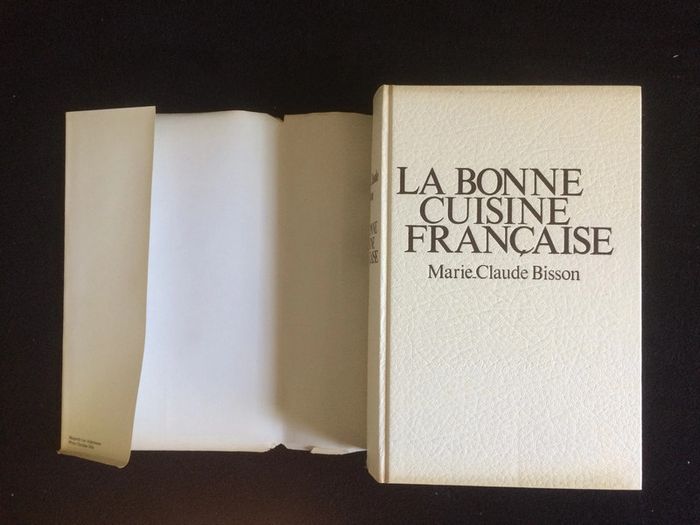 LA BONNE
CUISINE
FRANÇAISE
Marie-Claude Bisson